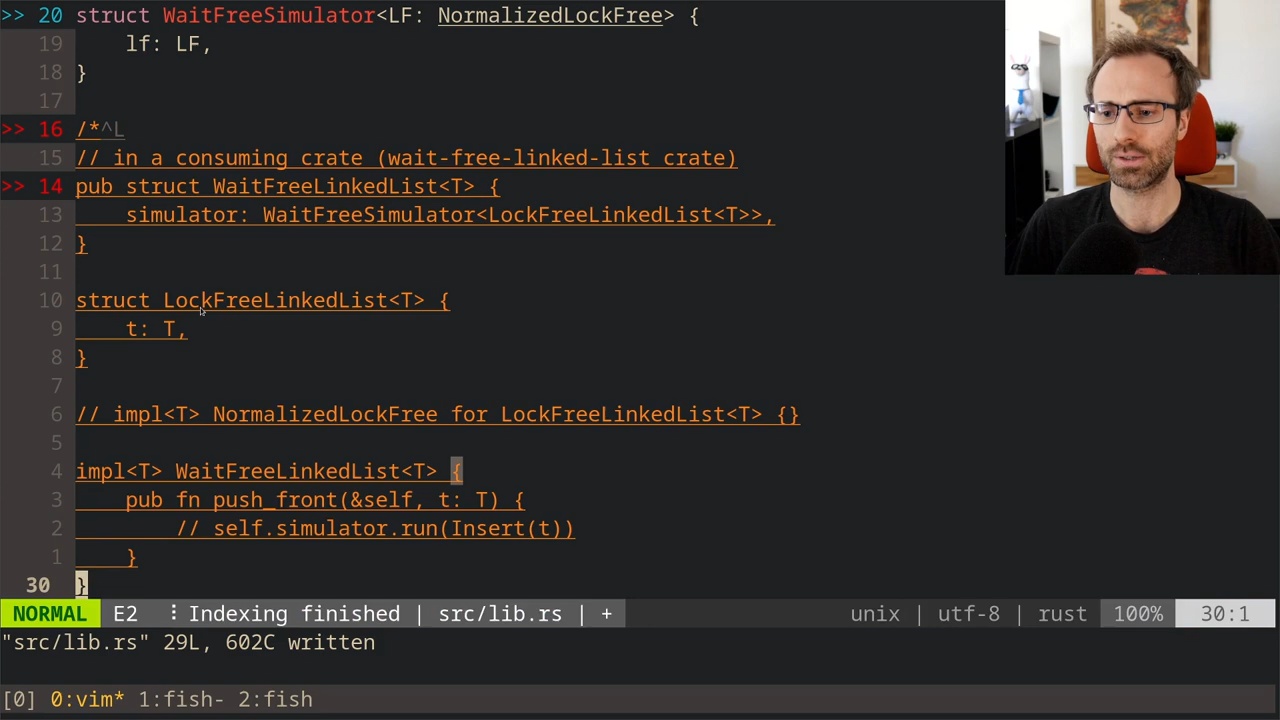 >> 20 struct WaitFreeSimulator<LF: NormalizedLockFree> {
19     lf: LF,
18 }
17
>> 16 /*^L
15 // in a consuming crate (wait-free-linked-list crate)
>> 14 pub struct WaitFreeLinkedList<T> {
13     simulator: WaitFreeSimulator<LockFreeLinkedList<T>>,
12 }
11
10 struct LockFreeLinkedList<T> {
9     t: T,
8 }
7
6 // impl<T> NormalizedLockFree for LockFreeLinkedList<T> {}
5
4 impl<T> WaitFreeLinkedList<T> {
3     pub fn push_front(&self, t: T) {
2         // self.simulator.run(Insert(t))
1     }
30 }
NORMAL E2 ⠸ Indexing finished | src/lib.rs | + unix | utf-8 | rust 100% 30:1
"src/lib.rs" 29L, 602C written
[0] 0:vim* 1:fish- 2:fish